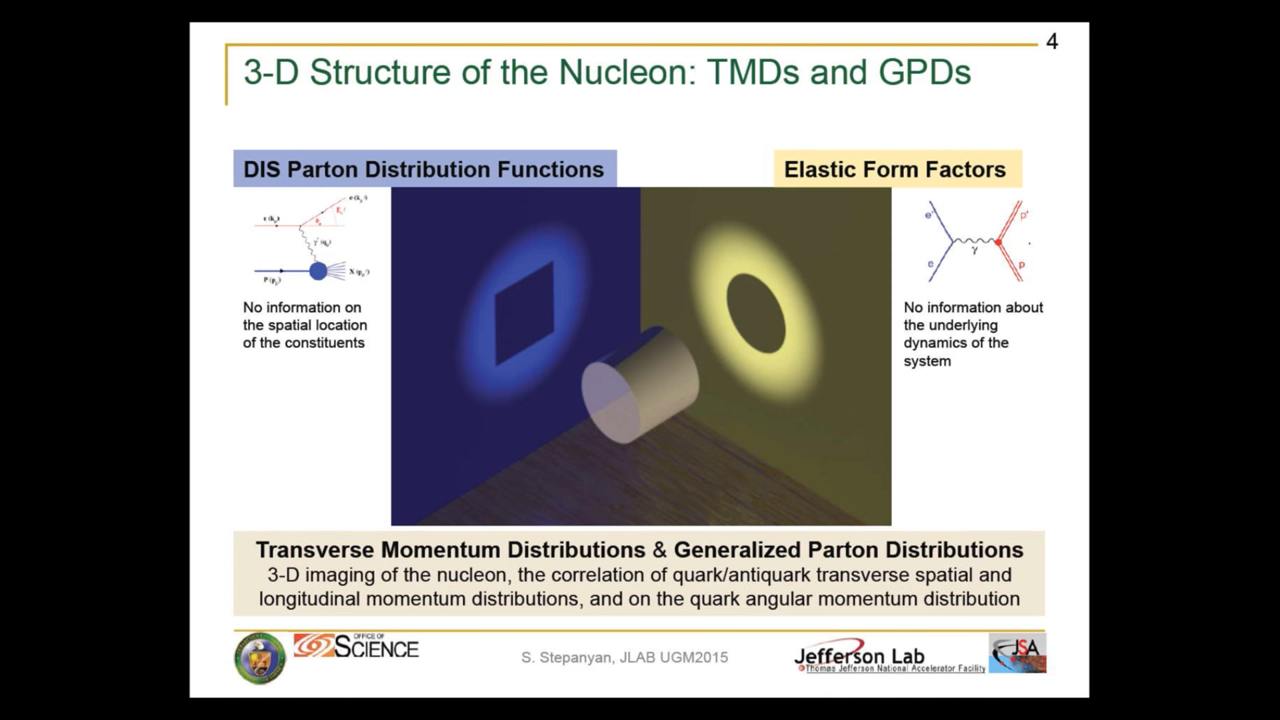 4
3-D Structure of the Nucleon: TMDs and GPDs
DIS Parton Distribution Functions
Elastic Form Factors
e'
p'
γ
e
p
No information on
the spatial location
of the constituents
No information about
the underlying
dynamics of the
system
Transverse Momentum Distributions & Generalized Parton Distributions
3-D imaging of the nucleon, the correlation of quark/antiquark transverse spatial and
longitudinal momentum distributions, and on the quark angular momentum distribution
OFFICE OF
SCIENCE
S. Stepanyan, JLAB UGM2015
Jefferson Lab
Thomas Jefferson National Accelerator Facility
JSA